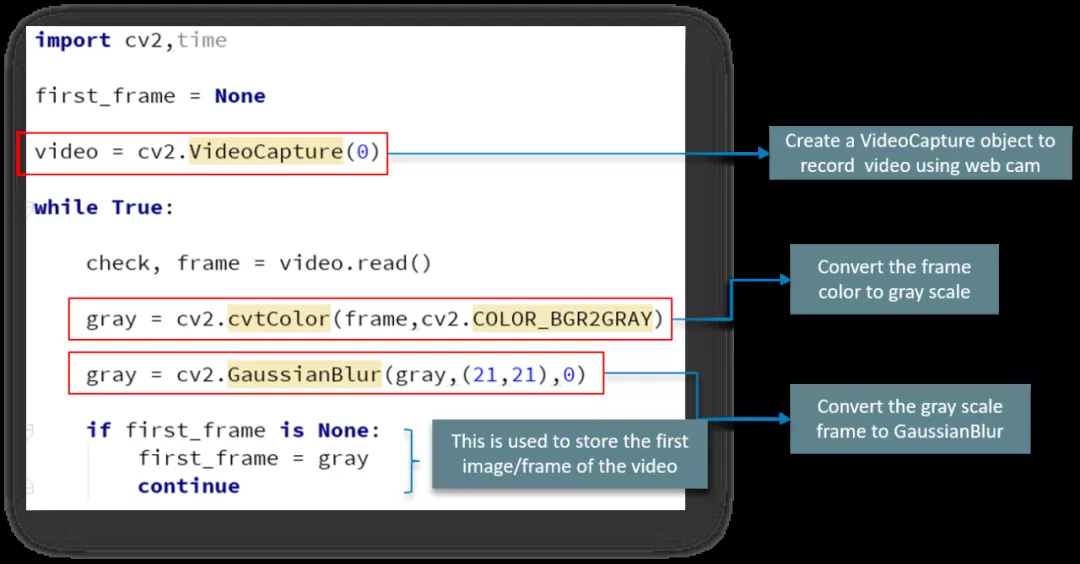 import cv2,time
first_frame = None
video = cv2.VideoCapture(0)
Create a VideoCapture object to
record video using web cam
while True:
check, frame = video.read()
Convert the frame
color to gray scale
gray = cv2.cvtColor(frame,cv2.COLOR_BGR2GRAY)
gray = cv2.GaussianBlur(gray,(21,21),0)
Convert the gray scale
frame to GaussianBlur
if first_frame is None:
first_frame = gray
continue
This is used to store the first
image/frame of the video